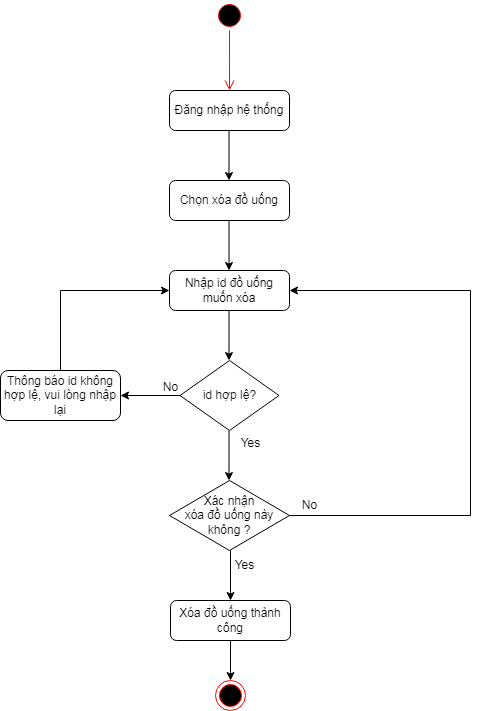 Đăng nhập hệ thống
Chọn xóa đồ uống
Nhập id đồ uống
muốn xóa
Thông báo id không
hợp lệ, vui lòng nhập
lại
No
id hợp lệ?
Yes
Xác nhận
xóa đồ uống này
không ?
No
Yes
Xóa đồ uống thành
công